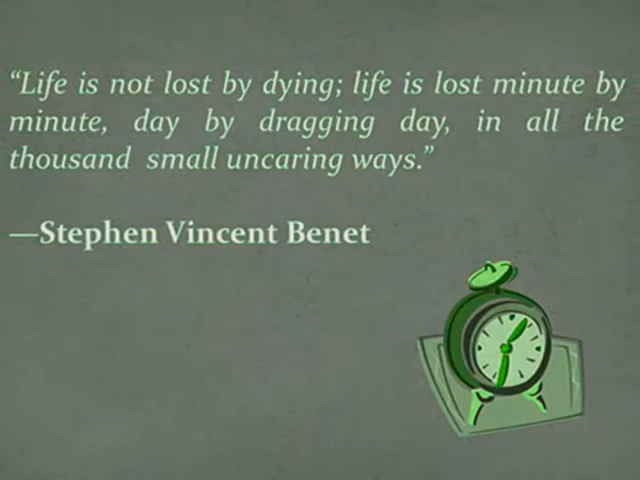 “Life is not lost by dying; life is lost minute by
minute, day by dragging day, in all the
thousand small uncaring ways.”
—Stephen Vincent Benet